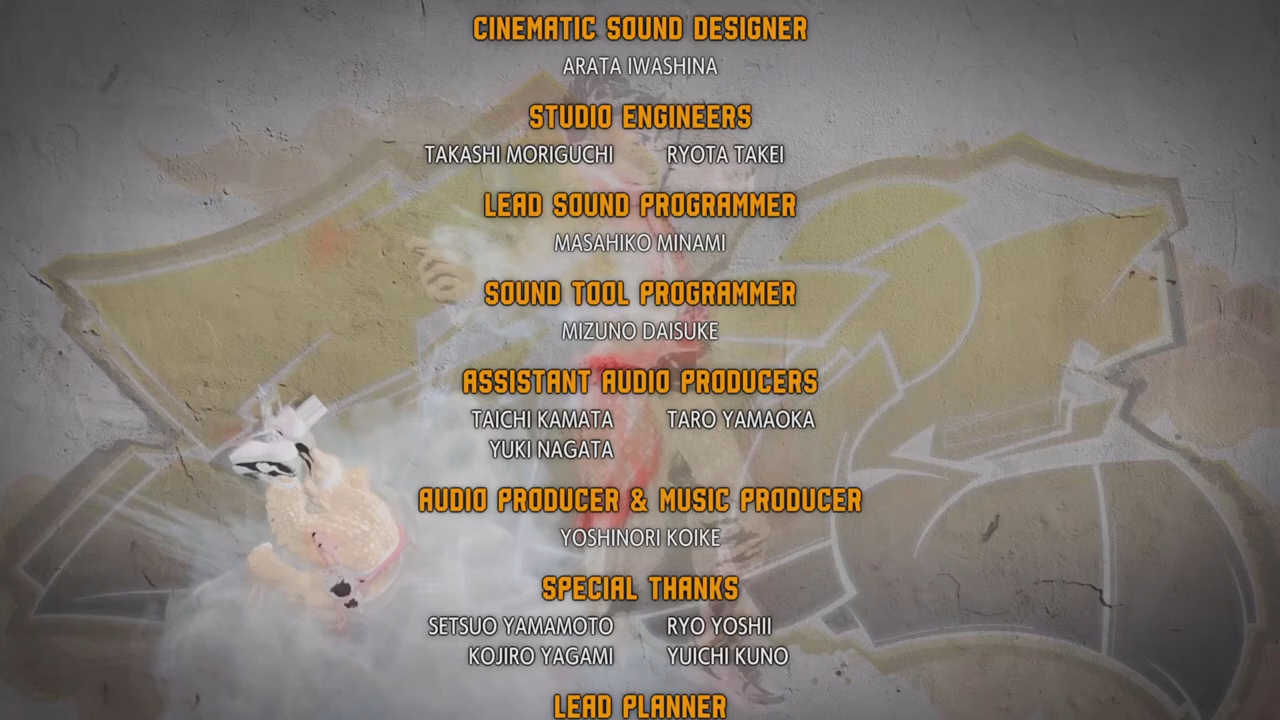 CINEMATIC SOUND DESIGNER
ARATA IWASHINA
STUDIO ENGINEERS
TAKASHI MORIGUCHI RYOTA TAKEI
LEAD SOUND PROGRAMMER
MASAHIKO MINAMI
SOUND TOOL PROGRAMMER
MIZUNO DAISUKE
ASSISTANT AUDIO PRODUCERS
TAICHI KAMATA TARO YAMAOKA
YUKI NAGATA
AUDIO PRODUCER & MUSIC PRODUCER
YOSHINORI KOIKE
SPECIAL THANKS
SETSUO YAMAMOTO RYO YOSHII
KOJIRO YAGAMI YUICHI KUNO
LEAD PLANNER